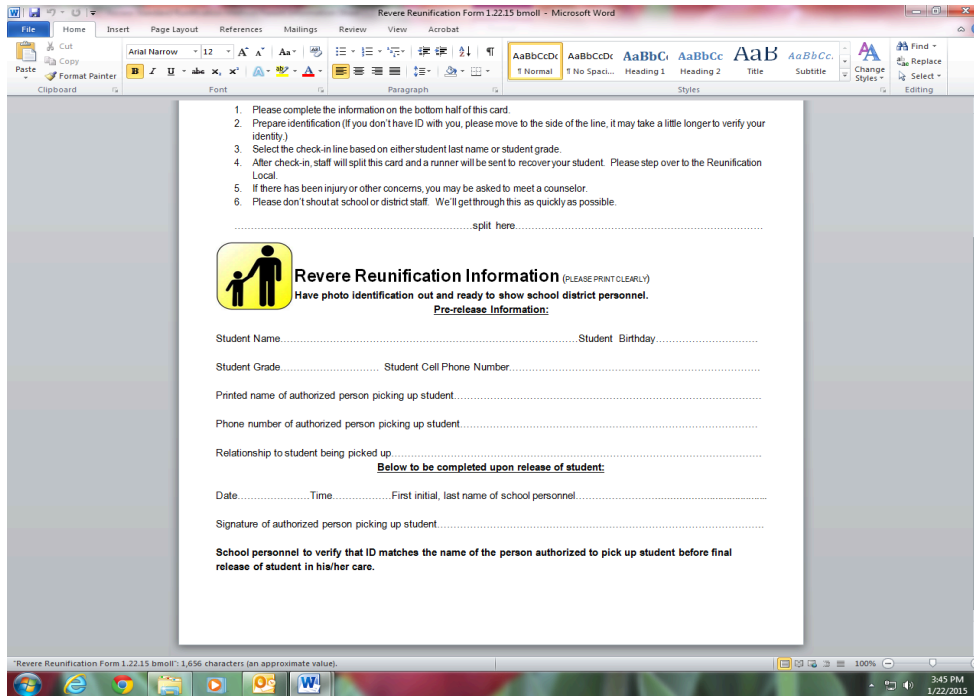 Revere Reunification Form 1.22.15 bmoll - Microsoft Word
File Home Insert Page Layout References Mailings Review View Acrobat
Paste
Cut
Copy
Format Painter
Clipboard
Arial Narrow 12
B I U abc x, x²
Font
Paragraph
AaBbCcDc AaBbCcDc AaBbC AaBbCc AaB AaBbCc.
¶ Normal ¶ No Spaci... Heading 1 Heading 2 Title Subtitle
Change Styles
Styles
Find
Replace
Select
Editing
1. Please complete the information on the bottom half of this card.
2. Prepare identification (If you don't have ID with you, please move to the side of the line, it may take a little longer to verify your
identity.)
3. Select the check-in line based on either student last name or student grade.
4. After check-in, staff will split this card and a runner will be sent to recover your student. Please step over to the Reunification
Local.
5. If there has been injury or other concerns, you may be asked to meet a counselor.
6. Please don't shout at school or district staff. We'll get through this as quickly as possible.
split here
Revere Reunification Information (PLEASE PRINT CLEARLY)
Have photo identification out and ready to show school district personnel.
Pre-release Information:
Student Name Student Birthday
Student Grade Student Cell Phone Number
Printed name of authorized person picking up student
Phone number of authorized person picking up student
Relationship to student being picked up
Below to be completed upon release of student:
Date Time First initial, last name of school personnel
Signature of authorized person picking up student
School personnel to verify that ID matches the name of the person authorized to pick up student before final
release of student in his/her care.
"Revere Reunification Form 1.22.15 bmoll": 1,656 characters (an approximate value).
100%
3:45 PM
1/22/2015